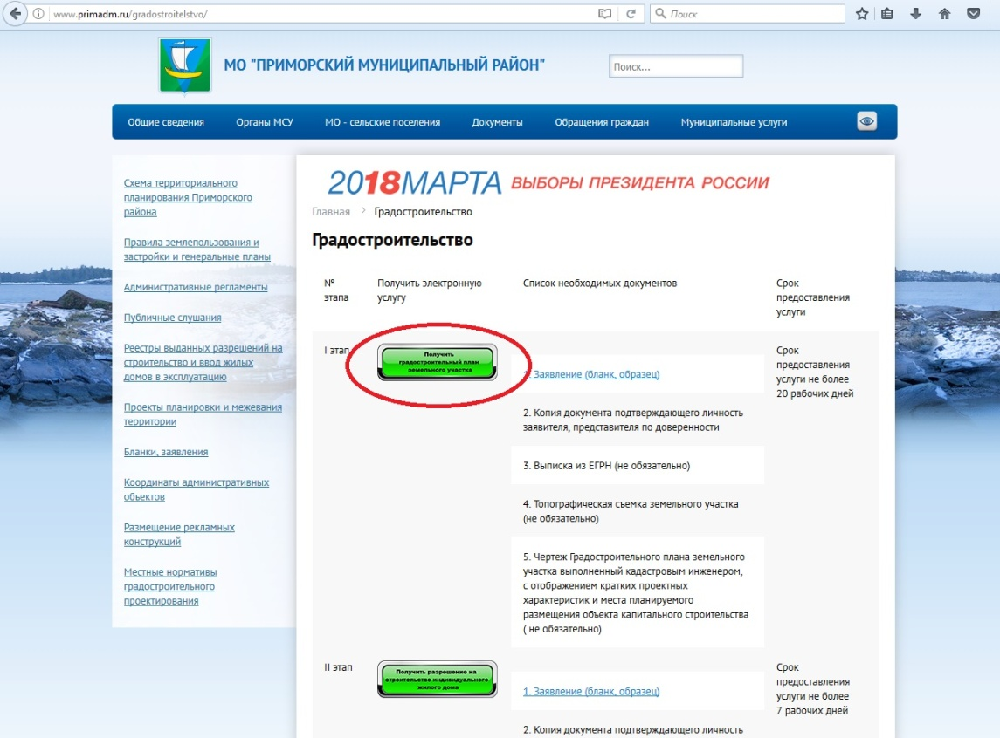 www.primadm.ru/gradostroitelstvo/
Поиск
МО "ПРИМОРСКИЙ МУНИЦИПАЛЬНЫЙ РАЙОН"
Поиск...
Общие сведения
Органы МСУ
МО - сельские поселения
Документы
Обращения граждан
Муниципальные услуги
Схема территориального
планирования Приморского
района
Правила землепользования и
застройки и генеральные планы
Административные регламенты
Публичные слушания
Реестры выданных разрешений на
строительство и ввод жилых
домов в эксплуатацию
Проекты планировки и межевания
территории
Бланки, заявления
Координаты административных
объектов
Размещение рекламных
конструкций
Местные нормативы
градостроительного
проектирования
2018МАРТА ВЫБОРЫ ПРЕЗИДЕНТА РОССИИ
Главная > Градостроительство
Градостроительство
№
этапа
Получить электронную
услугу
Список необходимых документов
Срок
предоставления
услуги
I этап
Получить
градостроительный план
земельного участка
1. Заявление (бланк, образец)
2. Копия документа подтверждающего личность
заявителя, представителя по доверенности
3. Выписка из ЕГРН (не обязательно)
4. Топографическая съемка земельного участка
(не обязательно)
5. Чертеж Градостроительного плана земельного
участка выполненный кадастровым инженером,
с отображением кратких проектных
характеристик и места планируемого
размещения объекта капитального строительства
( не обязательно)
Срок
предоставления
услуги не более
20 рабочих дней
II этап
Получить разрешение на
строительство индивидуального
жилого дома
1. Заявление (бланк, образец)
2. Копия документа подтверждающего личность
Срок
предоставления
услуги не более
7 рабочих дней